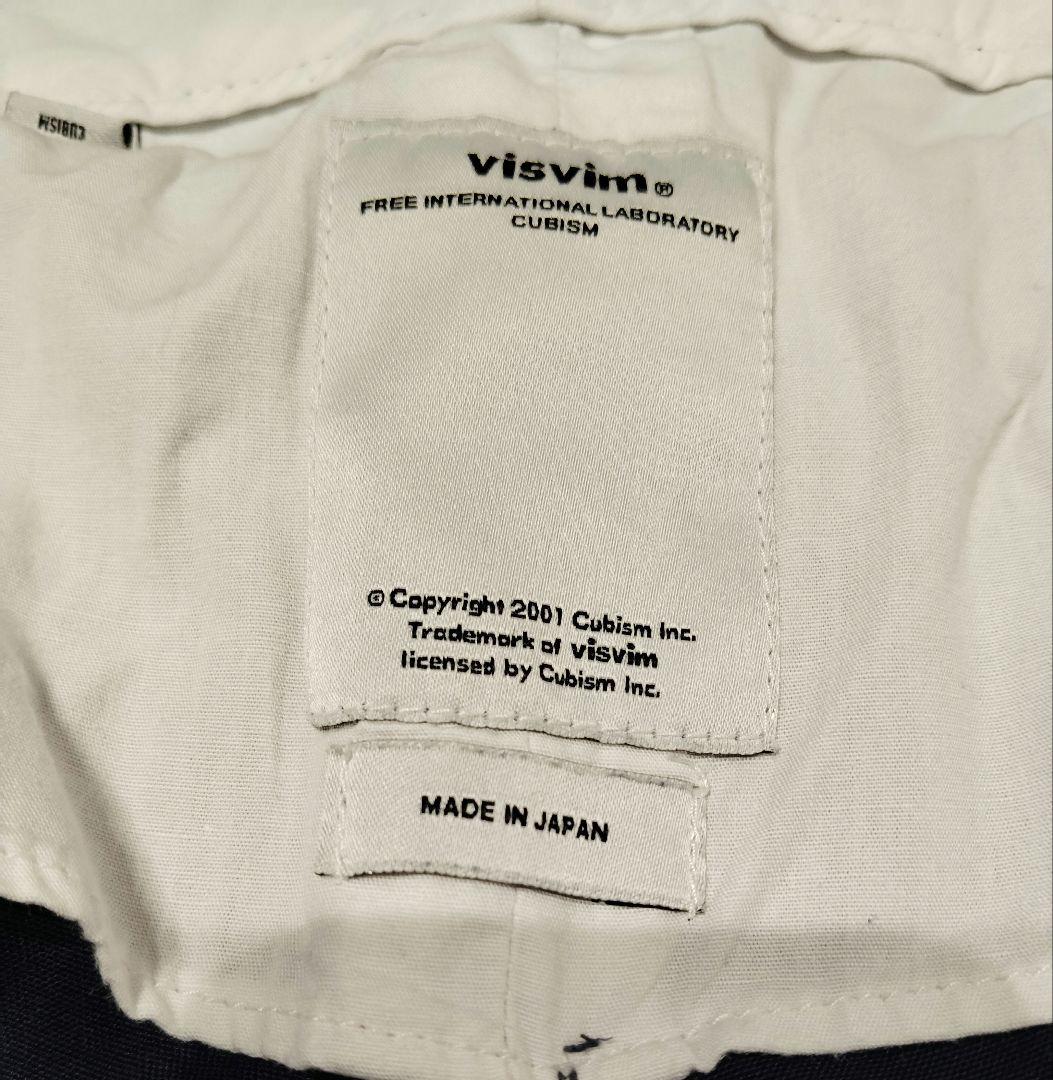 CUBISM
visvim®
FREE INTERNATIONAL LABORATORY
CUBISM
© Copyright 2001 Cubism Inc.
Trademark of visvim
licensed by Cubism Inc.
MADE IN JAPAN